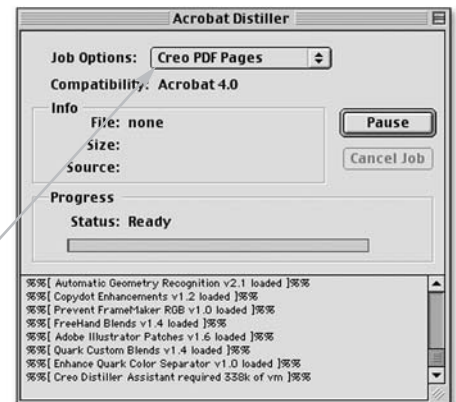 Acrobat Distiller
Job Options: Creo PDF Pages
Compatibility: Acrobat 4.0
Info
File: none
Size:
Source:
Pause
Cancel Job
Progress
Status: Ready
%%[ Automatic Geometry Recognition v2.1 loaded ]%%
%%[ Copydot Enhancements v1.2 loaded ]%%
%%[ Prevent FrameMaker RGB v1.0 loaded ]%%
%%[ FreeHand Blends v1.4 loaded ]%%
%%[ Adobe Illustrator Patches v1.6 loaded ]%%
%%[ Quark Custom Blends v1.4 loaded ]%%
%%[ Enhance Quark Color Separator v1.0 loaded ]%%
%%[ Creo Distiller Assistant required 338k of vm ]%%